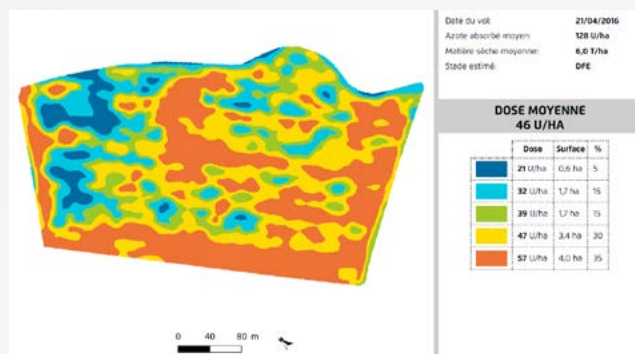 Date du vol: 21/04/2016
Azote absorbé moyen: 128 U/ha
Matière sèche moyenne: 6,0 T/ha
Stade estimé: DFE
DOSE MOYENNE
46 U/HA
Dose Surface %
21 U/ha 0,6 ha 5
32 U/ha 1,7 ha 15
39 U/ha 1,7 ha 15
47 U/ha 3,4 ha 30
57 U/ha 4,0 ha 35
0 40 80 m